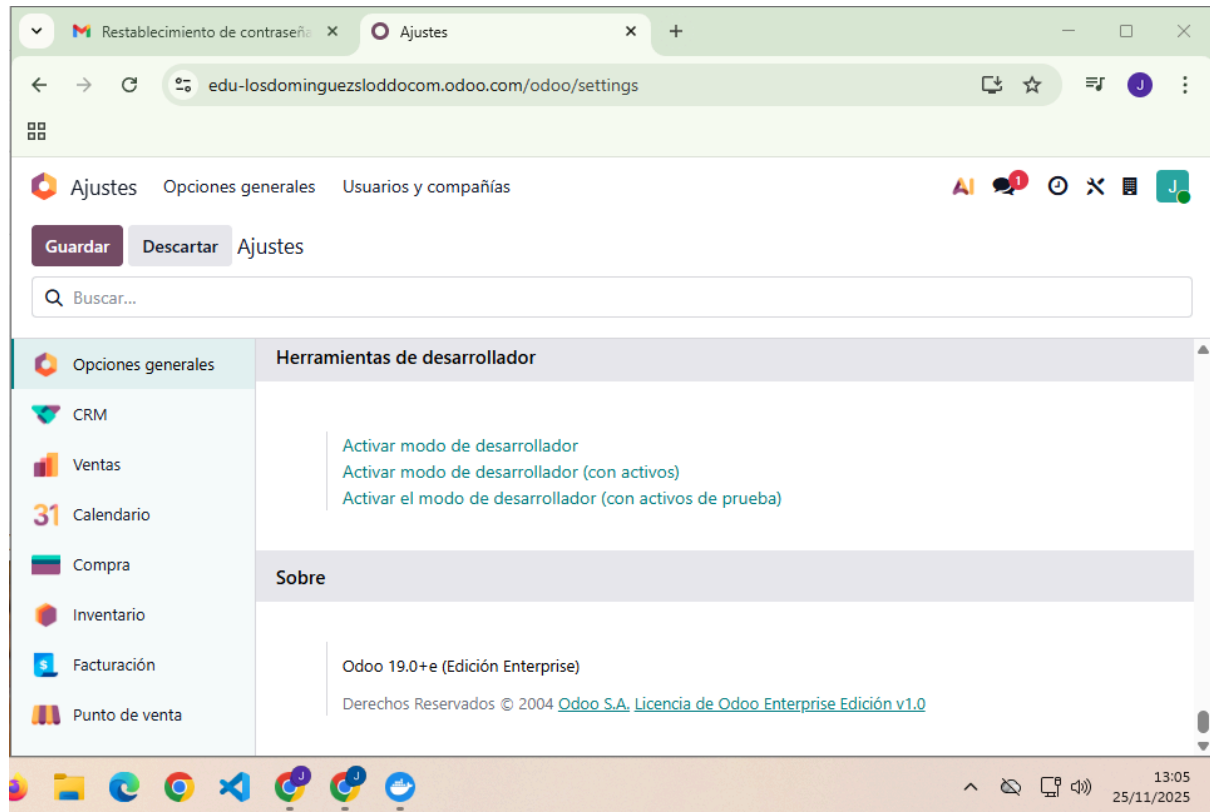 Restablecimiento de contraseña
Ajustes
edu-losdominguezsloddocom.odoo.com/odoo/settings
J
Ajustes
Opciones generales
Usuarios y compañías
AI
1
J
Guardar
Descartar
Ajustes
Buscar...
Opciones generales
CRM
Ventas
31
Calendario
Compra
Inventario
$
Facturación
Punto de venta
Herramientas de desarrollador
Activar modo de desarrollador
Activar modo de desarrollador (con activos)
Activar el modo de desarrollador (con activos de prueba)
Sobre
Odoo 19.0+e (Edición Enterprise)
Derechos Reservados © 2004 Odoo S.A. Licencia de Odoo Enterprise Edición v1.0
J
J
13:05
25/11/2025